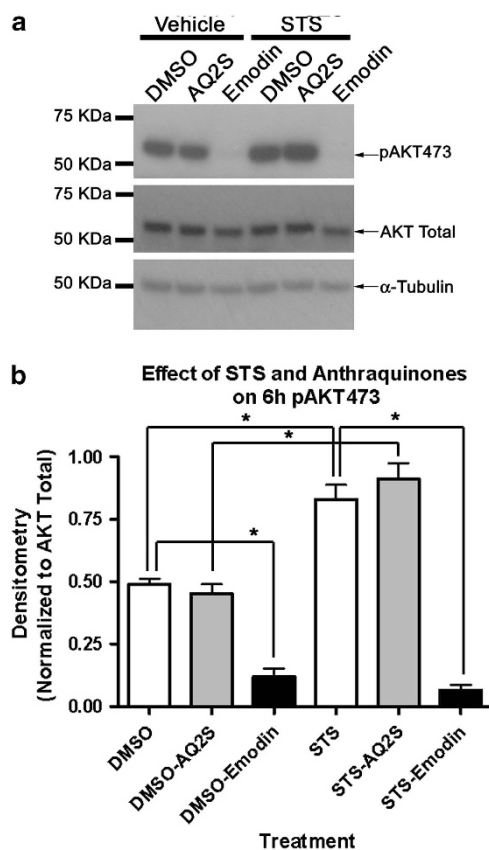 a
Vehicle STS
DMSO AQ2S Emodin DMSO AQ2S Emodin
75 KDa
50 KDa
pAKT473
75 KDa
50 KDa
AKT Total
50 KDa
α-Tubulin
b
Effect of STS and Anthraquinones
on 6h pAKT473
* *
*
*
Densitometry
(Normalized to AKT Total)
1.00
0.75
0.50
0.25
0.00
DMSO
DMSO-AQ2S
DMSO-Emodin
STS
STS-AQ2S
STS-Emodin
Treatment